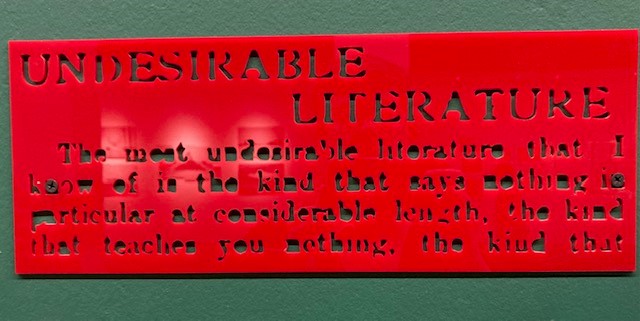 UNDESIRABLE
LITERATURE
The most undesirable literature that I
know of is the kind that says nothing in
particular at considerable length, the kind
that teaches you nothing, the kind that